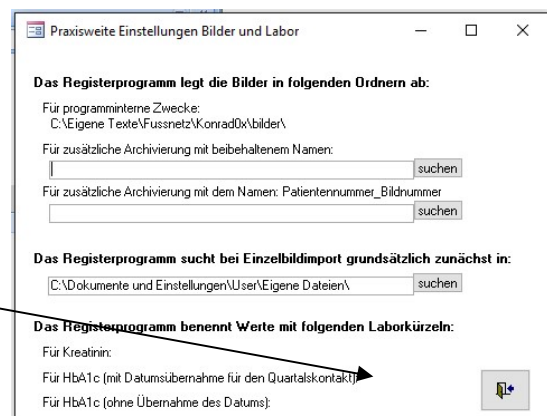 Praxisweite Einstellungen Bilder und Labor
Das Registerprogramm legt die Bilder in folgenden Ordnern ab:
Für programminterne Zwecke:
C:\Eigene Texte\Fussnetz\Konrad0x\bilder\
Für zusätzliche Archivierung mit beibehaltenem Namen:
suchen
Für zusätzliche Archivierung mit dem Namen: Patientennummer_Bildnummer
suchen
Das Registerprogramm sucht bei Einzelbildimport grundsätzlich zunächst in:
C:\Dokumente und Einstellungen\User\Eigene Dateien\ suchen
Das Registerprogramm benennt Werte mit folgenden Laborkürzeln:
Für Kreatinin:
Für HbA1c (mit Datumsübernahme für den Quartalskontakt):
Für HbA1c (ohne Übernahme des Datums):